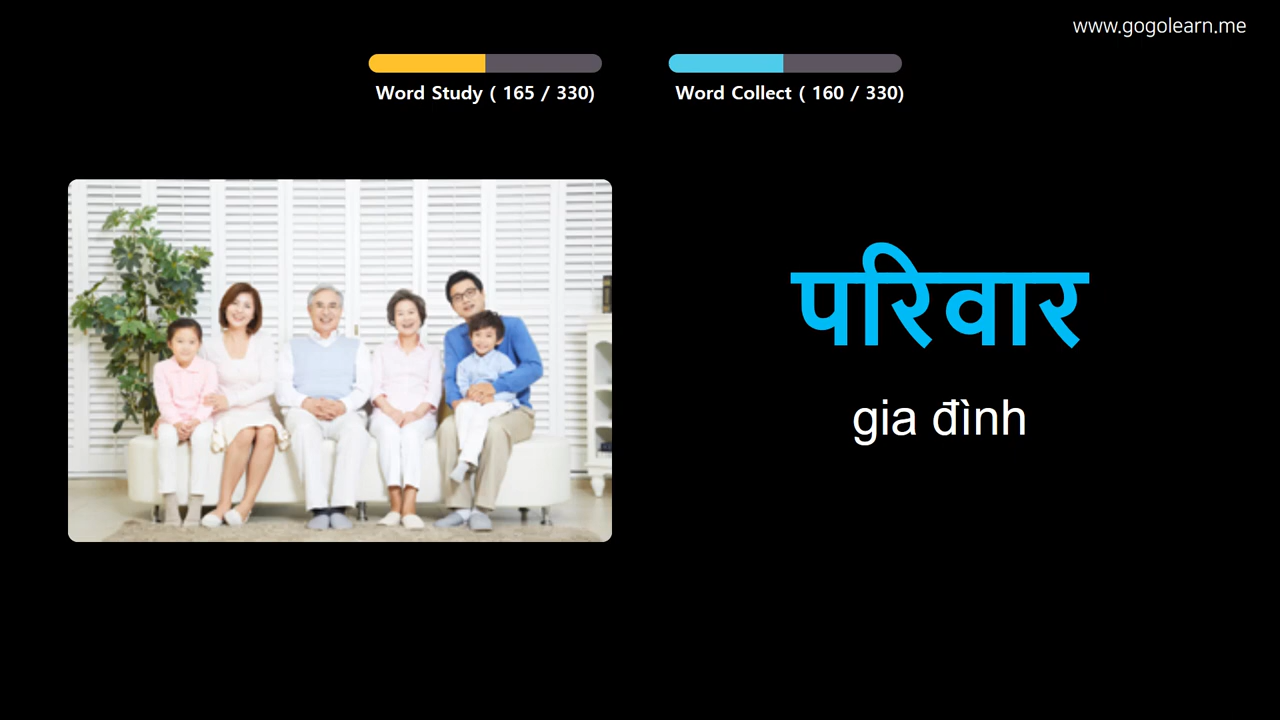 www.gogolearn.me
Word Study ( 165 / 330)
Word Collect ( 160 / 330)
परिवार
gia đình